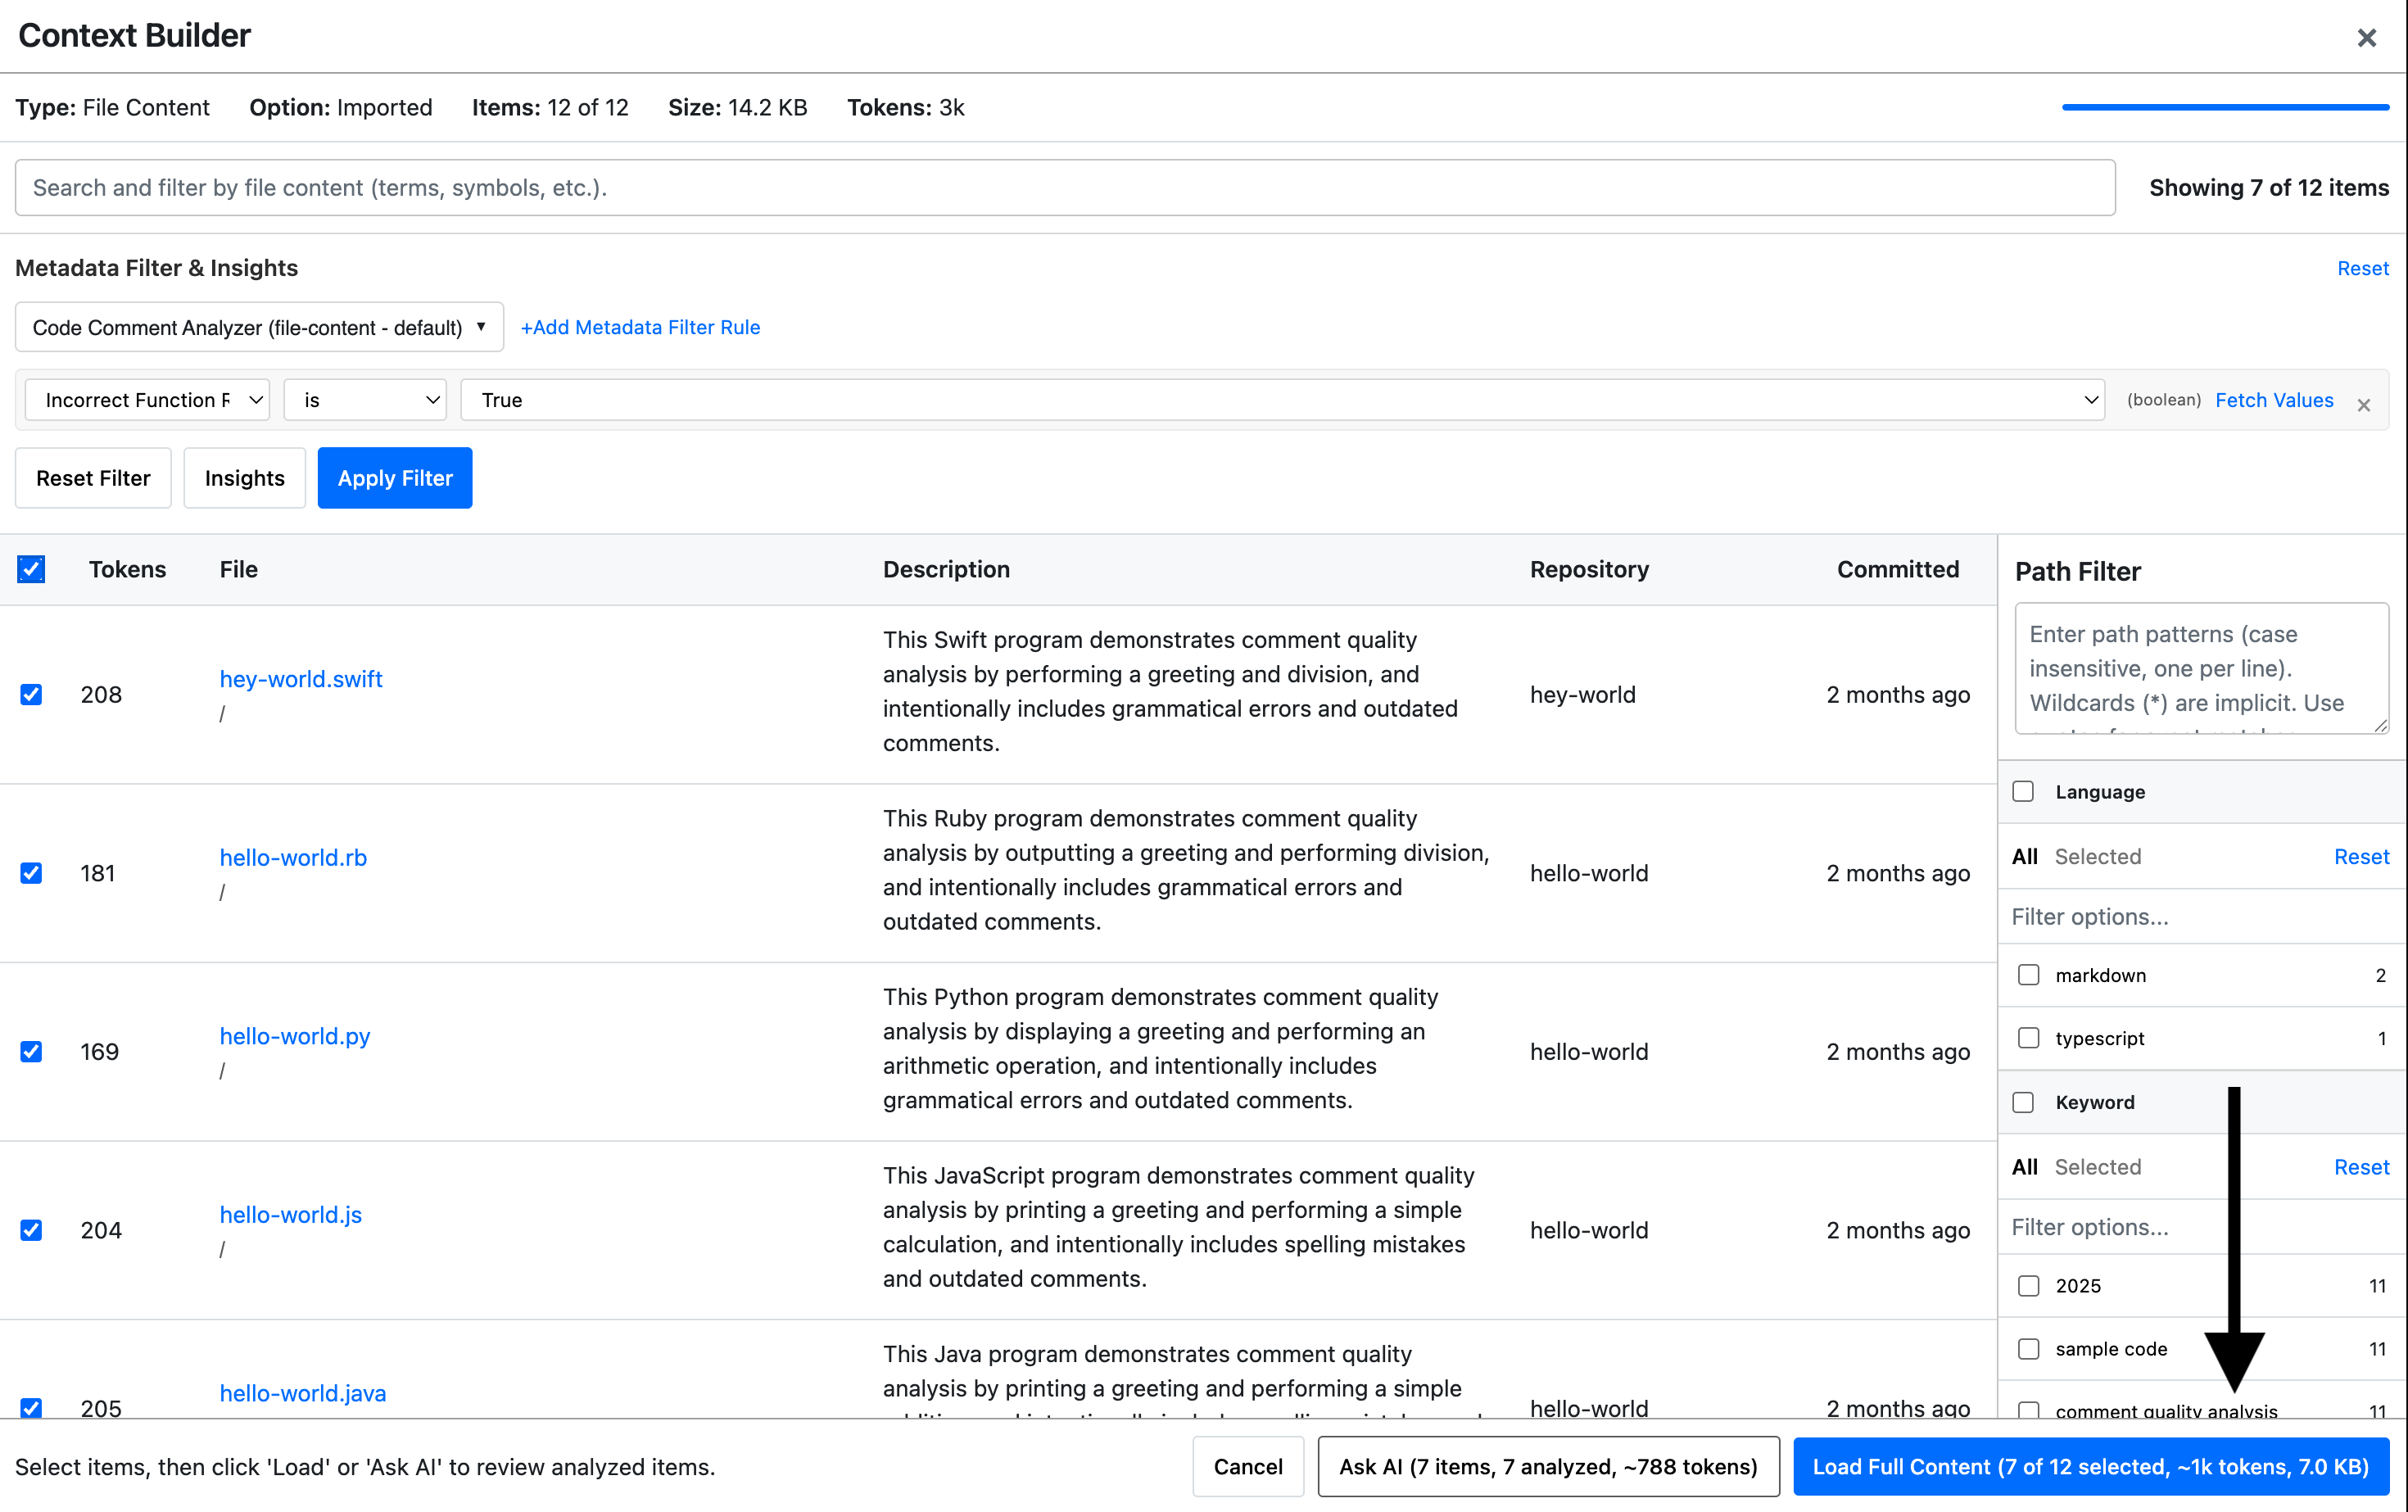 Context Builder
Type: File Content Option: Imported Items: 12 of 12 Size: 14.2 KB Tokens: 3k
Search and filter by file content (terms, symbols, etc.).
Showing 7 of 12 items
Metadata Filter & Insights
Reset
Code Comment Analyzer (file-content - default)
+Add Metadata Filter Rule
Incorrect Function F
is
True
(boolean)
Fetch Values
Reset Filter
Insights
Apply Filter
Tokens File Description Repository Committed
208
hey-world.swift
/
This Swift program demonstrates comment quality
analysis by performing a greeting and division, and
intentionally includes grammatical errors and outdated
comments.
hey-world
2 months ago
181
hello-world.rb
/
This Ruby program demonstrates comment quality
analysis by outputting a greeting and performing division,
and intentionally includes grammatical errors and
outdated comments.
hello-world
2 months ago
169
hello-world.py
/
This Python program demonstrates comment quality
analysis by displaying a greeting and performing an
arithmetic operation, and intentionally includes
grammatical errors and outdated comments.
hello-world
2 months ago
204
hello-world.js
/
This JavaScript program demonstrates comment quality
analysis by printing a greeting and performing a simple
calculation, and intentionally includes spelling mistakes
and outdated comments.
hello-world
2 months ago
205
hello-world.java
This Java program demonstrates comment quality
analysis by printing a greeting and performing a simple
hello-world
2 months ago
Path Filter
Enter path patterns (case
insensitive, one per line).
Wildcards (*) are implicit. Use
Language
All Selected Reset
Filter options...
markdown 2
typescript 1
Keyword
All Selected Reset
Filter options...
2025 11
sample code 11
comment quality analysis 11
Select items, then click 'Load' or 'Ask AI' to review analyzed items.
Cancel
Ask AI (7 items, 7 analyzed, ~788 tokens)
Load Full Content (7 of 12 selected, ~1k tokens, 7.0 KB)